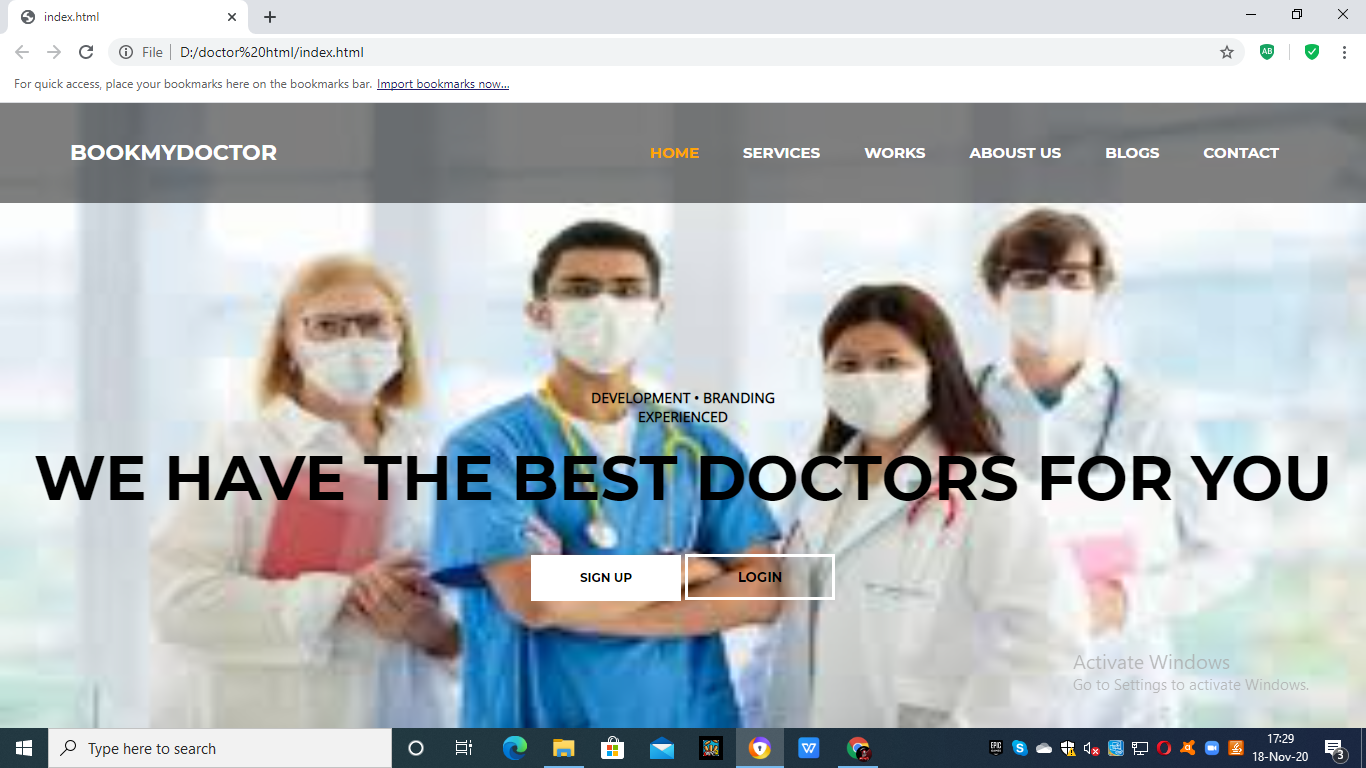 index.html
File
D:/doctor%20html/index.html
AB
For quick access, place your bookmarks here on the bookmarks bar. Import bookmarks now...
BOOKMYDOCTOR
HOME SERVICES WORKS ABOUST US BLOGS CONTACT
DEVELOPMENT • BRANDING
EXPERIENCED
WE HAVE THE BEST DOCTORS FOR YOU
SIGN UP LOGIN
Activate Windows
Go to Settings to activate Windows.
Type here to search
EPIC
17:29
18-Nov-20
3